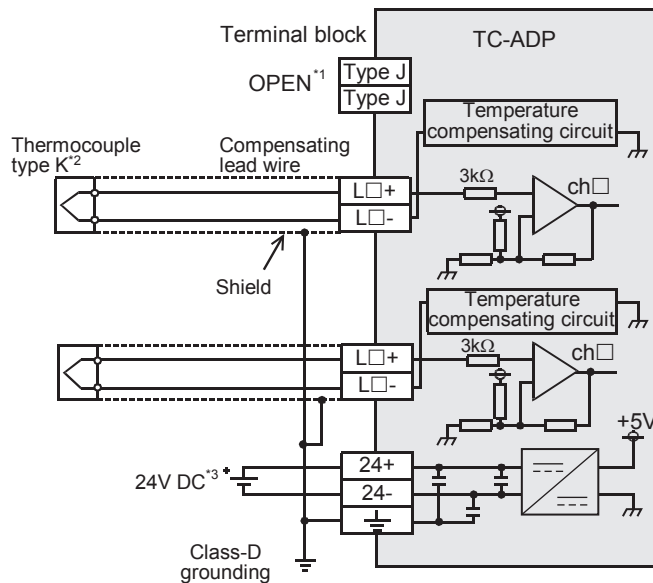 Terminal block
TC-ADP
OPEN*1
Type J
Type J
Temperature
compensating circuit
Thermocouple
type K*2
Compensating
lead wire
L□+
L□-
3kΩ
ch□
Shield
Temperature
compensating circuit
L□+
L□-
3kΩ
ch□
+5V
24V DC*3
+
24+
24-
Class-D
grounding